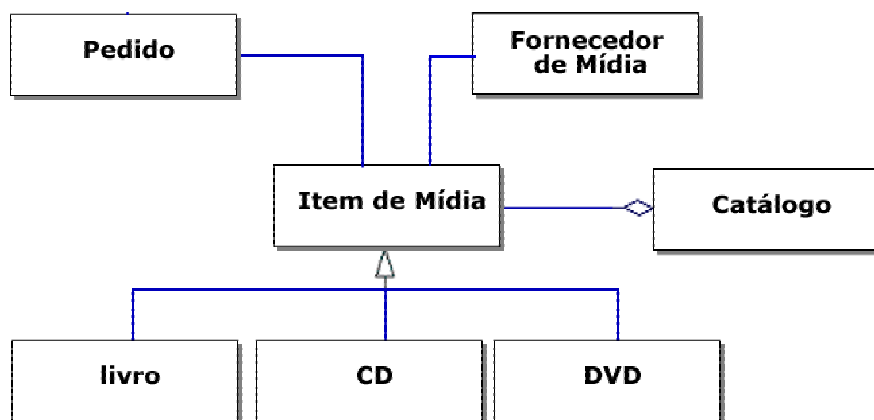 Pedido
Fornecedor
de Mídia
Item de Mídia
Catálogo
livro
CD
DVD